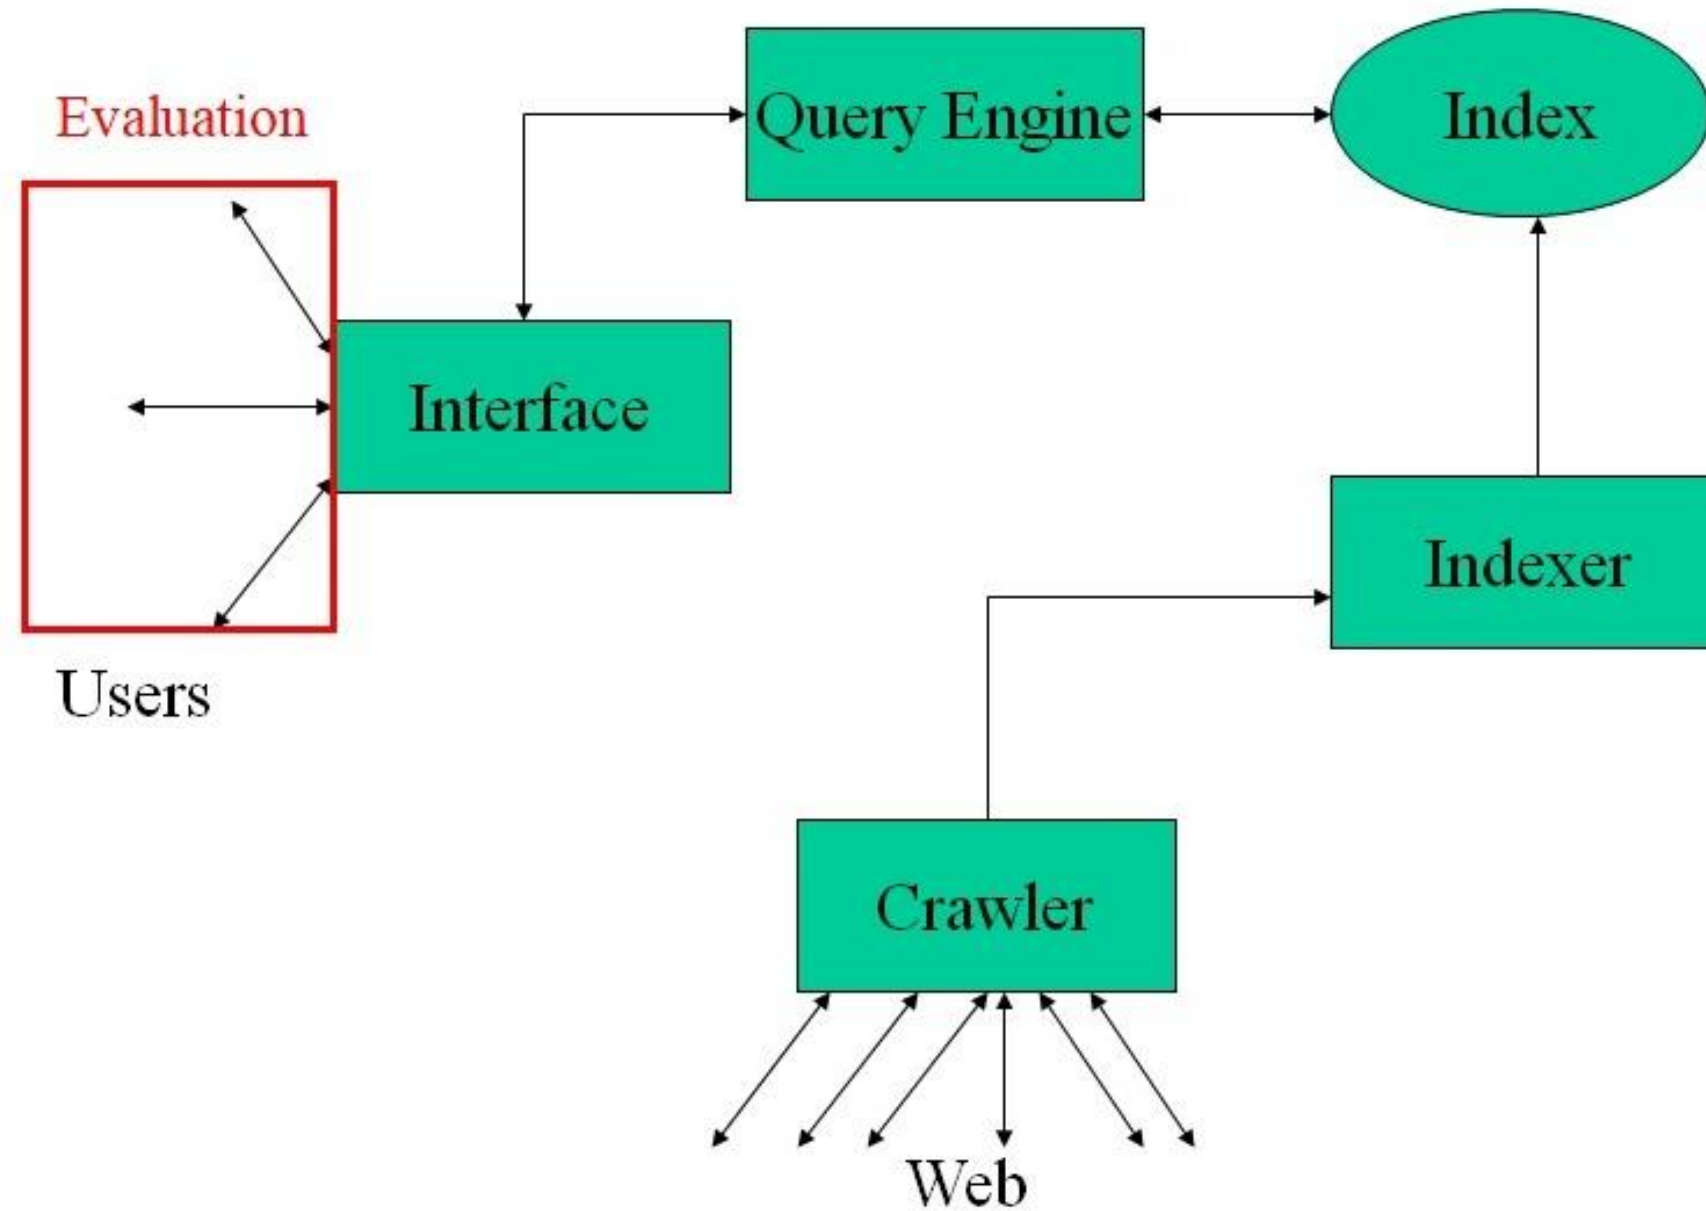 Evaluation
Query Engine
Index
Interface
Indexer
Users
Crawler
Web